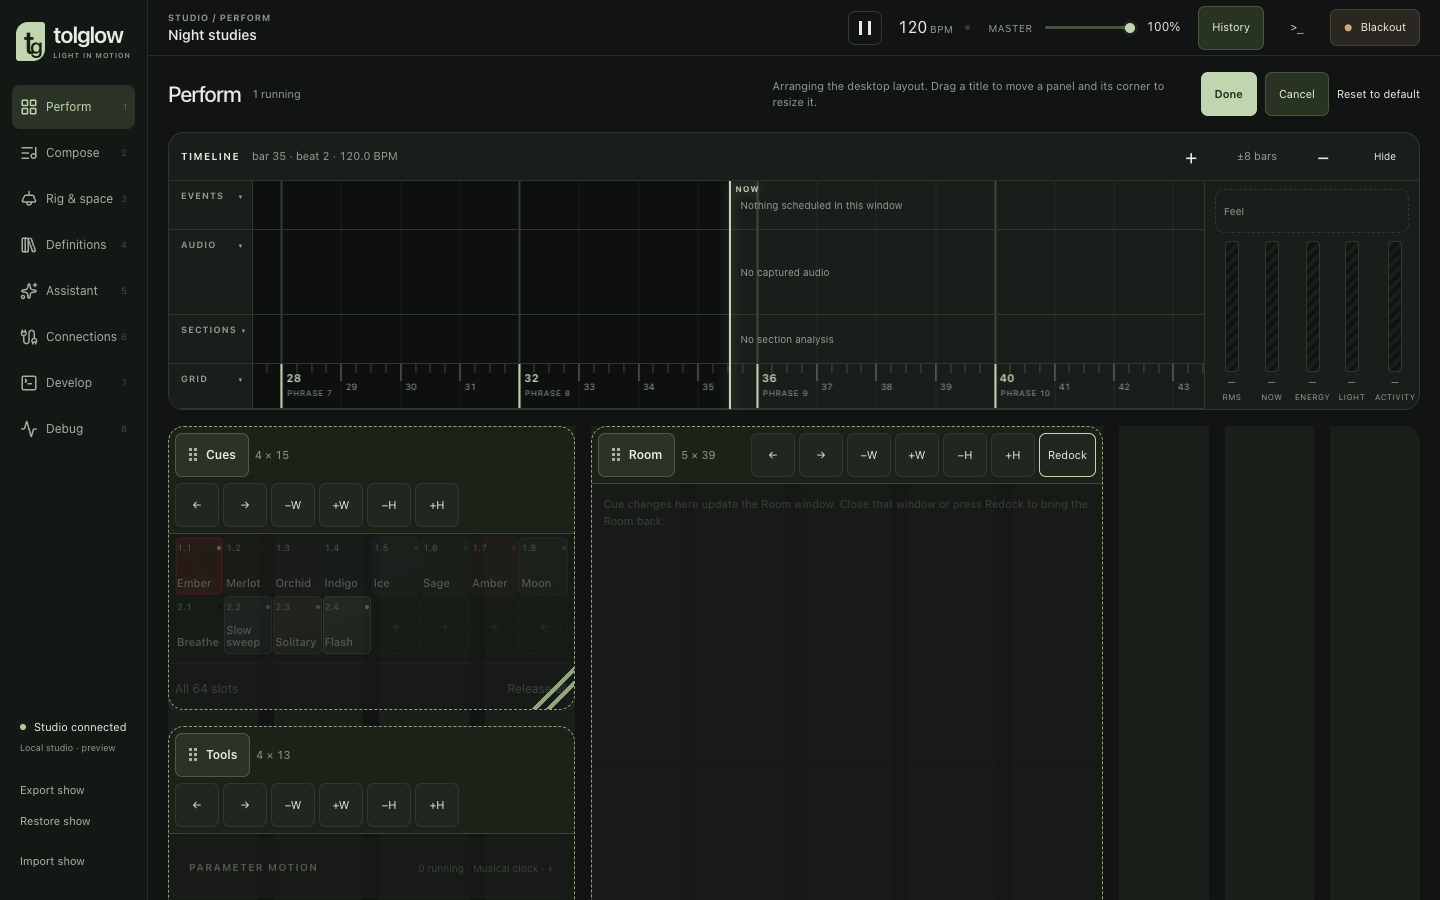 tg tolglow
LIGHT IN MOTION
Perform 1
Compose 2
Rig & space 3
Definitions 4
Assistant 5
Connections 6
Develop 7
Debug 8
Studio connected
Local studio · preview
Export show
Restore show
Import show
STUDIO / PERFORM
Night studies
120 BPM
MASTER
100%
History
>_
Blackout
Perform 1 running
Arranging the desktop layout. Drag a title to move a panel and its corner to
resize it.
Done
Cancel
Reset to default
TIMELINE bar 35 · beat 2 · 120.0 BPM
+ ±8 bars − Hide
EVENTS
NOW
Nothing scheduled in this window
AUDIO
No captured audio
SECTIONS
No section analysis
GRID
28 29 30 31 32 33 34 35 36 37 38 39 40 41 42 43
PHRASE 7 PHRASE 8 PHRASE 9 PHRASE 10
Feel
— — — — —
RMS NOW ENERGY LIGHT ACTIVITY
Cues 4 × 15
← → −W +W −H +H
1.1 1.2 1.3 1.4 1.5 1.6 1.7 1.8
Ember Merlot Orchid Indigo Ice Sage Amber Moon
2.1 2.2 2.3 2.4
Breathe Slow sweep Solitary Flash + + + +
All 64 slots
Release
Tools 4 × 13
← → −W +W −H +H
PARAMETER MOTION
0 running · Musical clock · +
Room 5 × 39
← → −W +W −H +H Redock
Cue changes here update the Room window. Close that window or press Redock to bring the
Room back.